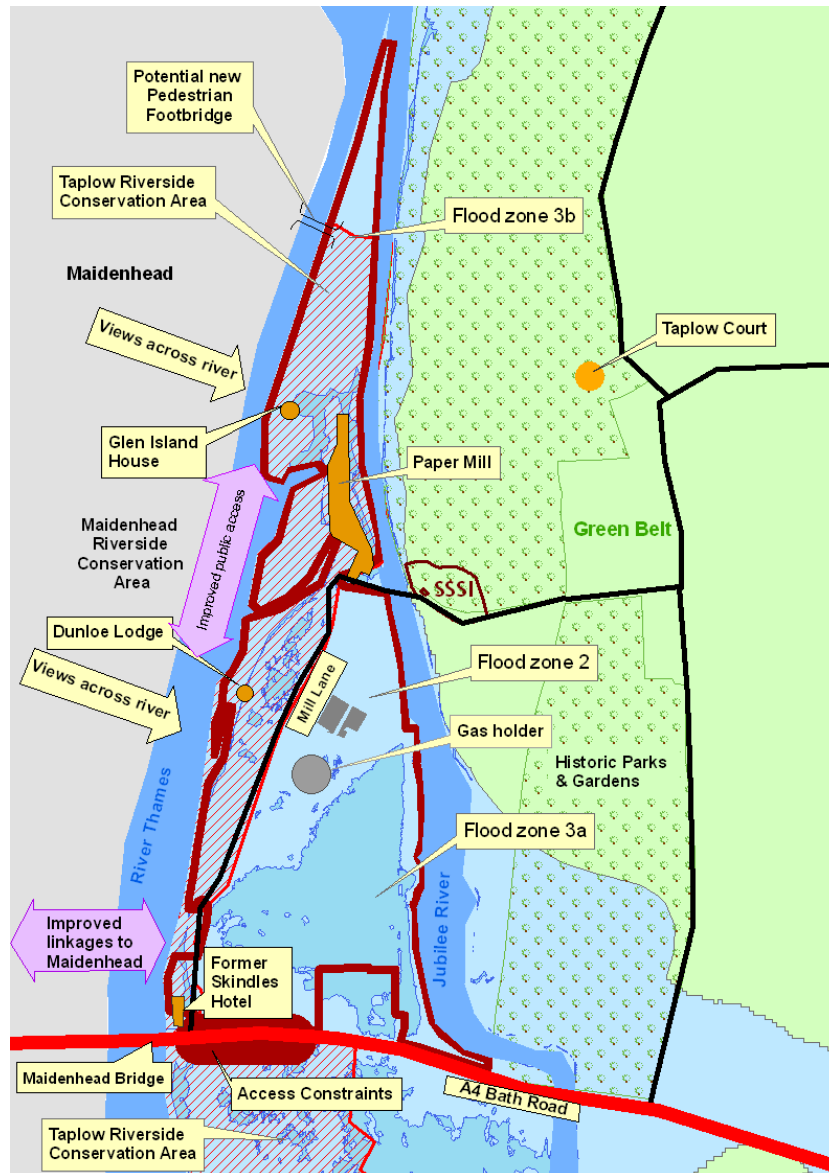 Potential new
Pedestrian
Footbridge
Taplow Riverside
Conservation Area
Flood zone 3b
Maidenhead
Views across river
Taplow Court
Glen Island
House
Paper Mill
Green Belt
Maidenhead
Riverside
Conservation
Area
Improved public access
SSSI
Dunloe Lodge
Views across river
Mill Lane
Flood zone 2
Gas holder
Historic Parks
& Gardens
River Thames
Flood zone 3a
Jubilee River
Improved
linkages to
Maidenhead
Former
Skindles
Hotel
Maidenhead Bridge
Access Constraints
A4 Bath Road
Taplow Riverside
Conservation Area